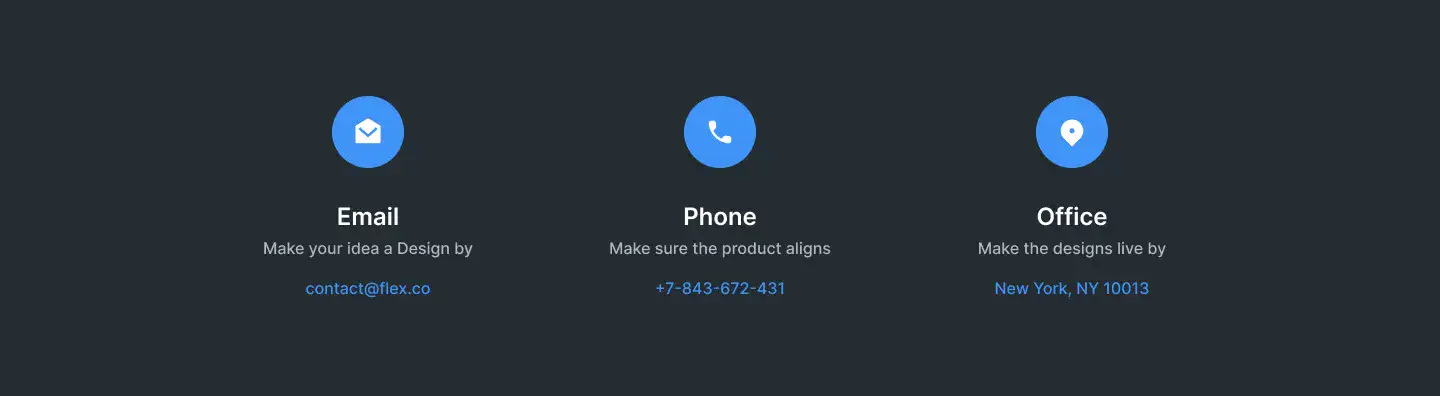 Email
Make your idea a Design by
contact@flex.co
Phone
Make sure the product aligns
+7-843-672-431
Office
Make the designs live by
New York, NY 10013